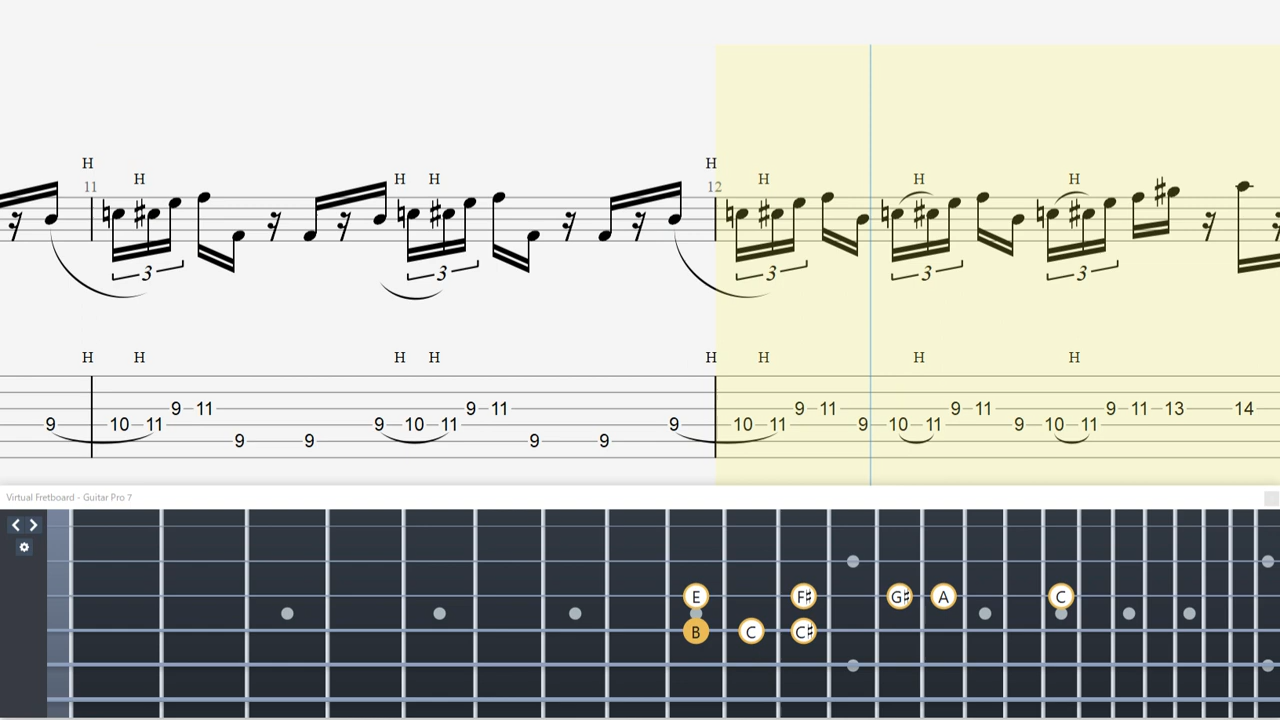 H H H H
11 H H H 12 H H H
3 3 3 3 3
H H H H H H H H
9 11 9 11 9 11 9 11 9 11 13 14
9 10 11 9 10 11 9 10 11 9 10 11 9 10 11
9 9 9 9
Virtual Fretboard - Guitar Pro 7
E F♯ G♯ A C
B C C♯